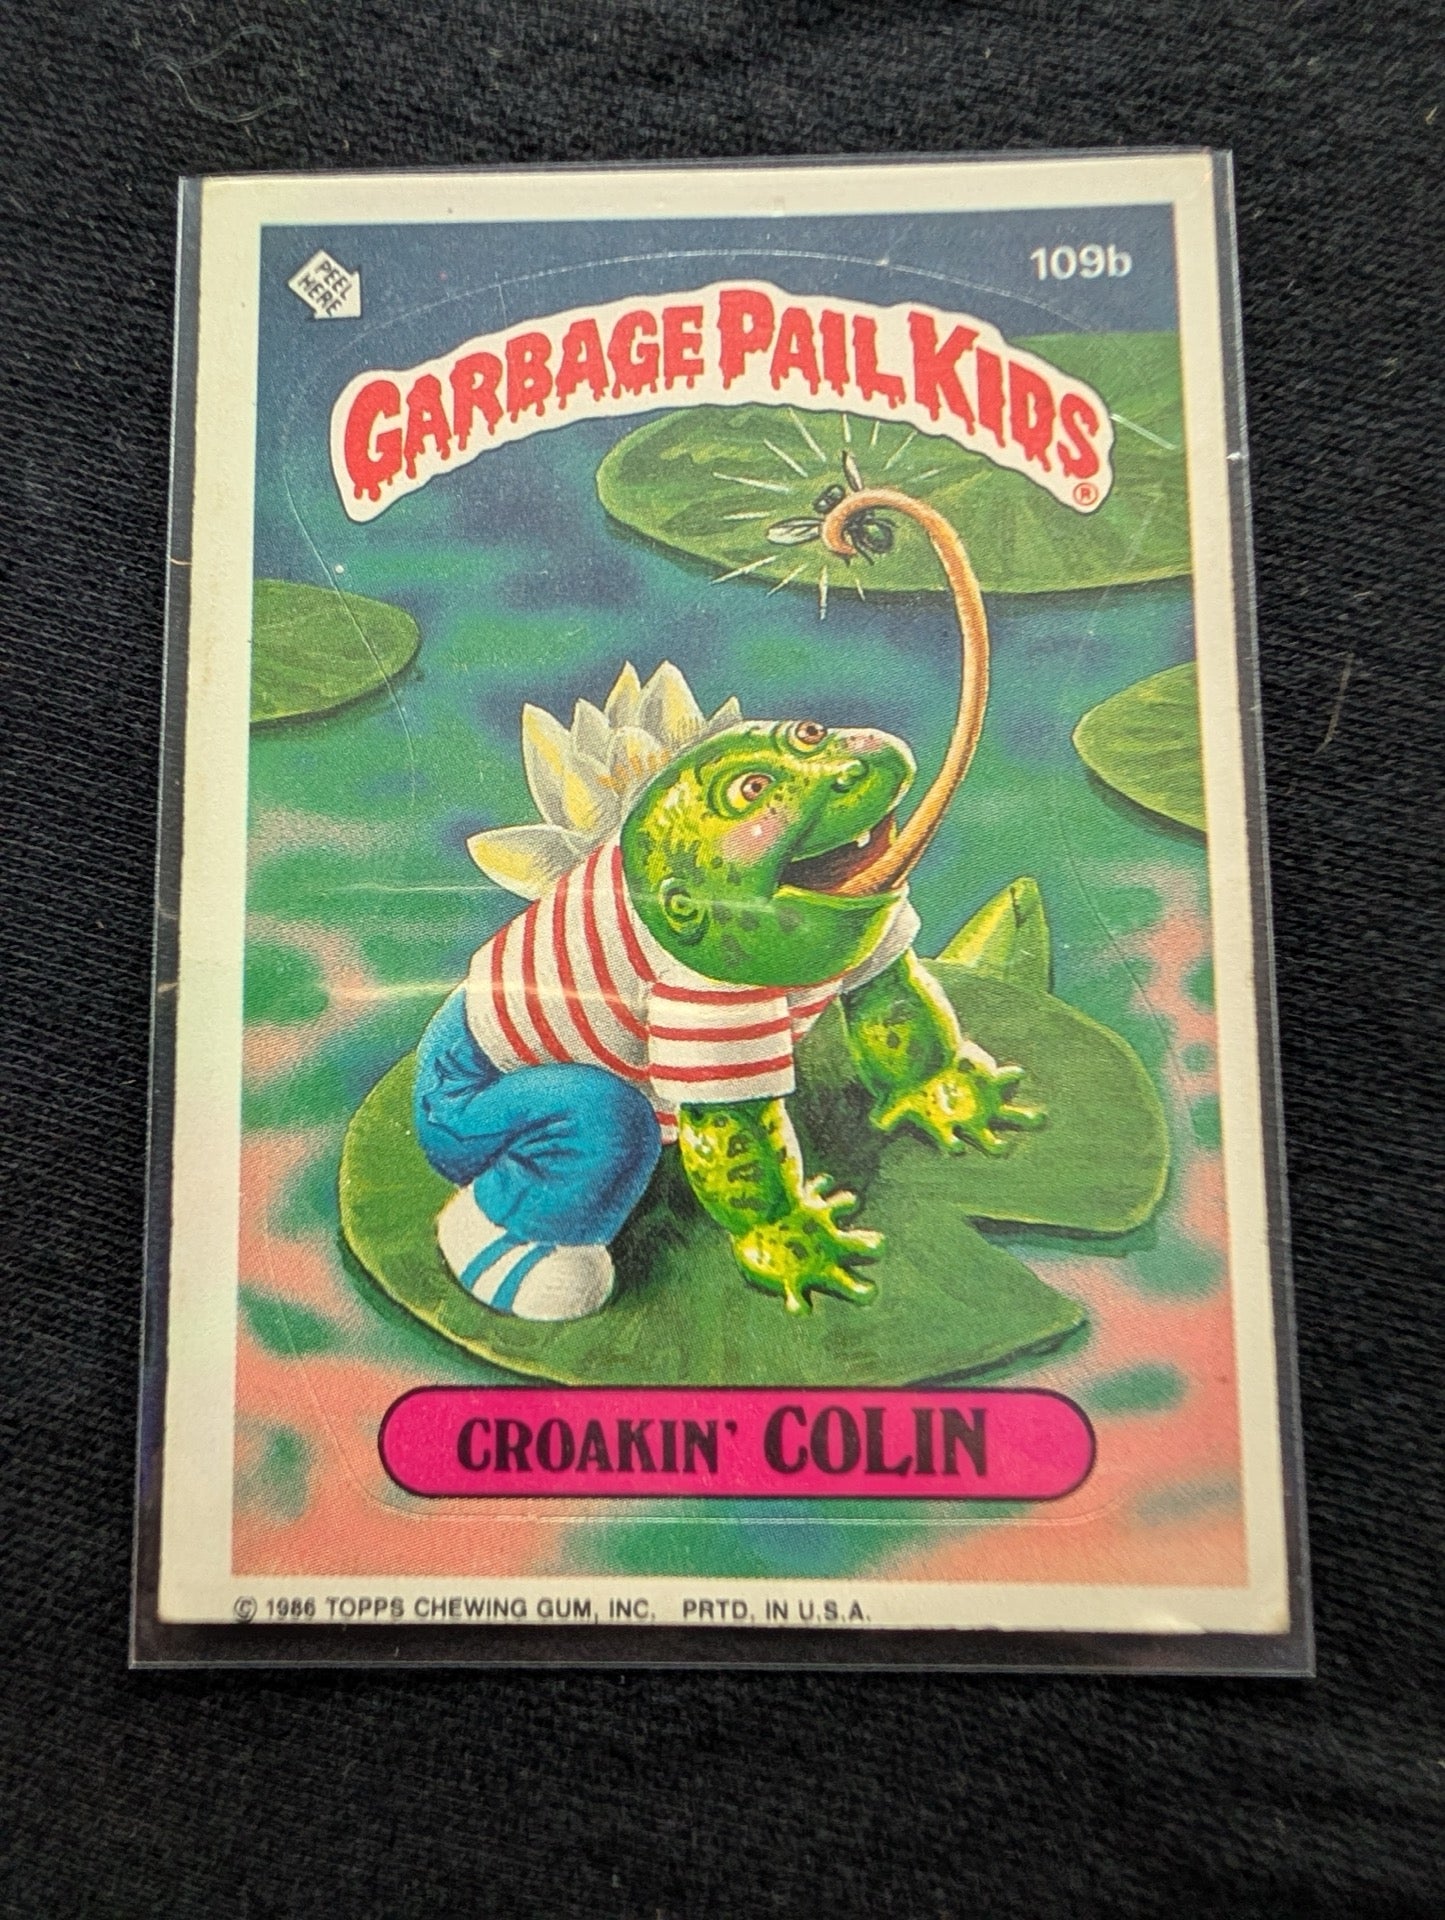 PEEL
HERE
109b
GARBAGE PAIL KIDS
®
CROAKIN' COLIN
© 1986 TOPPS CHEWING GUM, INC. PRTD. IN U.S.A.